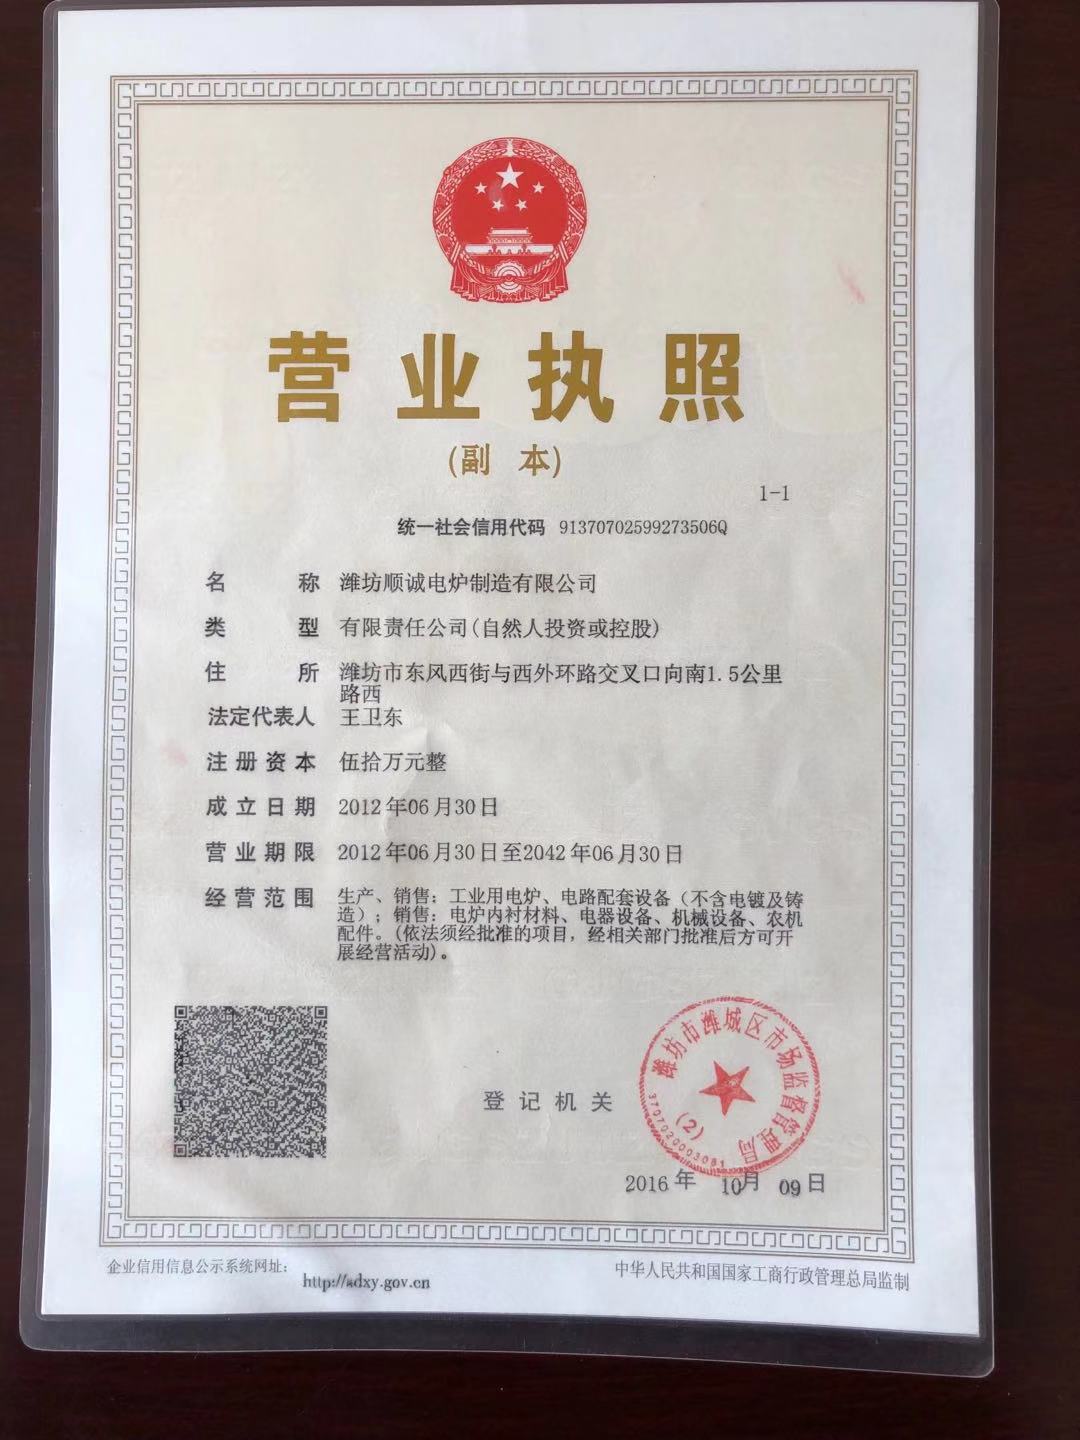 营业执照
(副 本)
1-1
统一社会信用代码 91370702599273506Q
名 称 潍坊顺诚电炉制造有限公司
类 型 有限责任公司(自然人投资或控股)
住 所 潍坊市东风西街与西外环路交叉口向南1.5公里
路西
法定代表人 王卫东
注册资本 伍拾万元整
成立日期 2012年06月30日
营业期限 2012年06月30日至2042年06月30日
经营范围 生产、销售：工业用电炉、电路配套设备（不含电镀及铸
造）；销售：电炉内衬材料、电器设备、机械设备、农机
配件。(依法须经批准的项目，经相关部门批准后方可开
展经营活动)。
潍坊市潍城区市场监督管理局
(2)
3707020003081
登记机关
2016年 10月 09日
企业信用信息公示系统网址：
http://sdxy.gov.cn
中华人民共和国国家工商行政管理总局监制